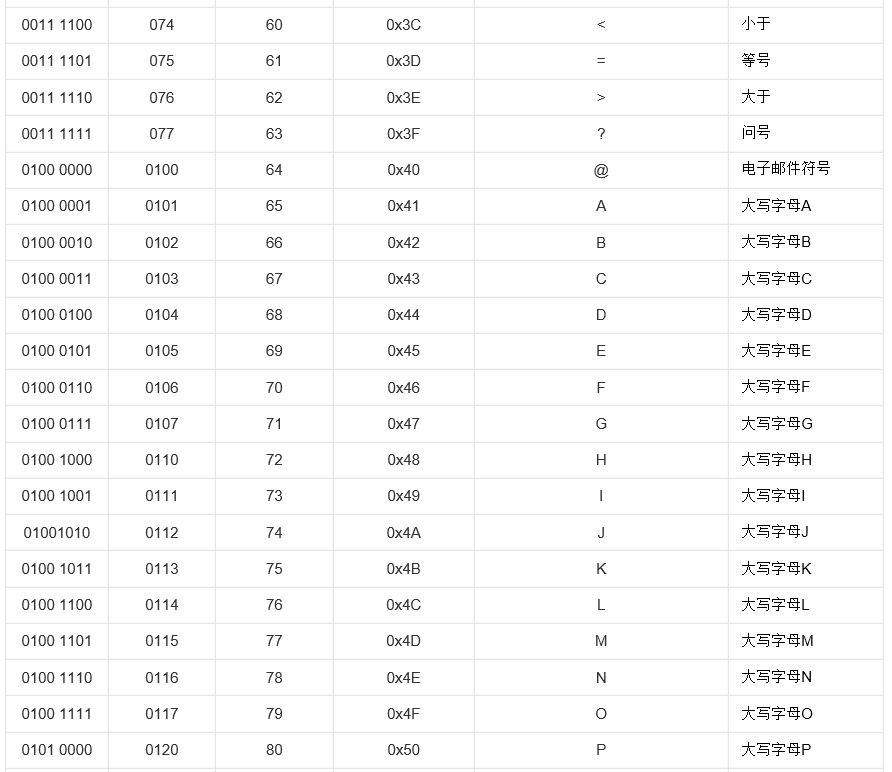 0011 1100 074 60 0x3C < 小于
0011 1101 075 61 0x3D = 等号
0011 1110 076 62 0x3E > 大于
0011 1111 077 63 0x3F ? 问号
0100 0000 0100 64 0x40 @ 电子邮件符号
0100 0001 0101 65 0x41 A 大写字母A
0100 0010 0102 66 0x42 B 大写字母B
0100 0011 0103 67 0x43 C 大写字母C
0100 0100 0104 68 0x44 D 大写字母D
0100 0101 0105 69 0x45 E 大写字母E
0100 0110 0106 70 0x46 F 大写字母F
0100 0111 0107 71 0x47 G 大写字母G
0100 1000 0110 72 0x48 H 大写字母H
0100 1001 0111 73 0x49 I 大写字母I
01001010 0112 74 0x4A J 大写字母J
0100 1011 0113 75 0x4B K 大写字母K
0100 1100 0114 76 0x4C L 大写字母L
0100 1101 0115 77 0x4D M 大写字母M
0100 1110 0116 78 0x4E N 大写字母N
0100 1111 0117 79 0x4F O 大写字母O
0101 0000 0120 80 0x50 P 大写字母P